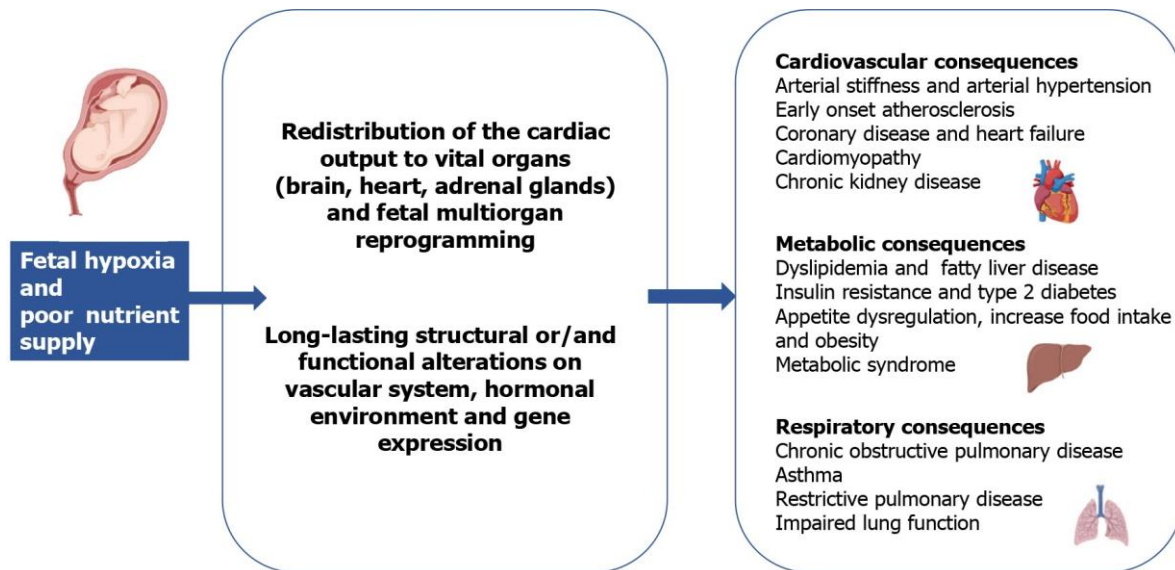 Fetal hypoxia
and
poor nutrient
supply
Redistribution of the cardiac
output to vital organs
(brain, heart, adrenal glands)
and fetal multiorgan
reprogramming
Long-lasting structural or/and
functional alterations on
vascular system, hormonal
environment and gene
expression
Cardiovascular consequences
Arterial stiffness and arterial hypertension
Early onset atherosclerosis
Coronary disease and heart failure
Cardiomyopathy
Chronic kidney disease
Metabolic consequences
Dyslipidemia and fatty liver disease
Insulin resistance and type 2 diabetes
Appetite dysregulation, increase food intake
and obesity
Metabolic syndrome
Respiratory consequences
Chronic obstructive pulmonary disease
Asthma
Restrictive pulmonary disease
Impaired lung function